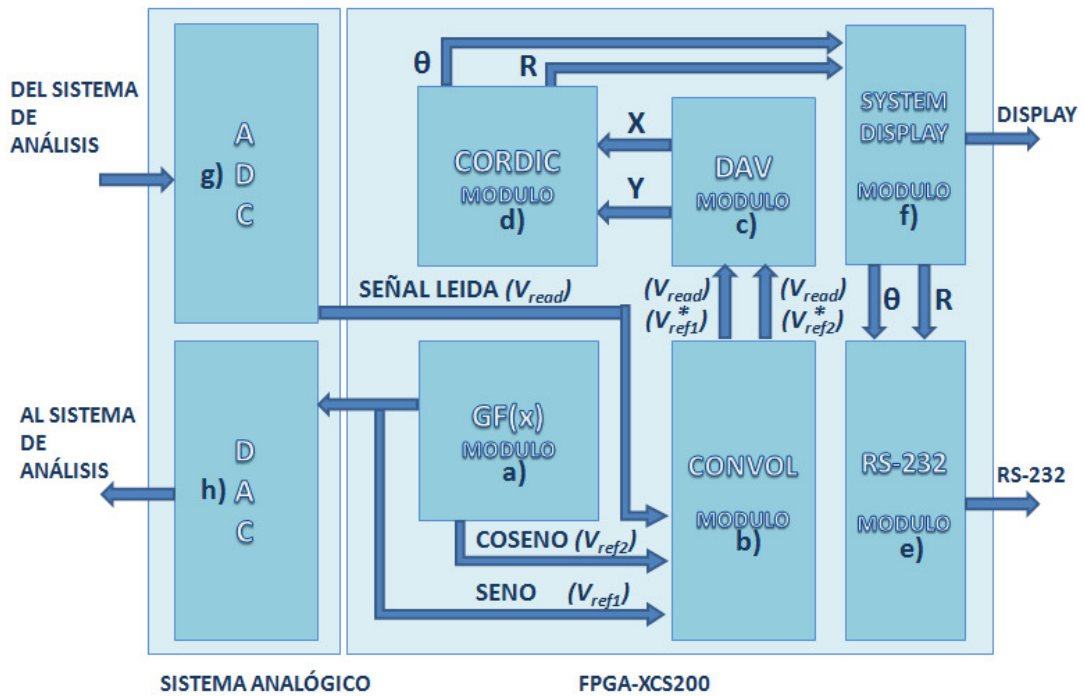 DEL SISTEMA
DE
ANÁLISIS
g)
A
D
C
θ
R
CORDIC
MODULO
d)
X
Y
DAV
MODULO
c)
SYSTEM
DISPLAY
MODULO
f)
DISPLAY
SEÑAL LEIDA (Vread)
(Vread)
*
(Vref1)
(Vread)
*
(Vref2)
θ
R
AL SISTEMA
DE
ANÁLISIS
h)
D
A
C
GF(x)
MODULO
a)
COSENO (Vref2)
SENO (Vref1)
CONVOL
MODULO
b)
RS-232
MODULO
e)
RS-232
SISTEMA ANALÓGICO
FPGA-XCS200